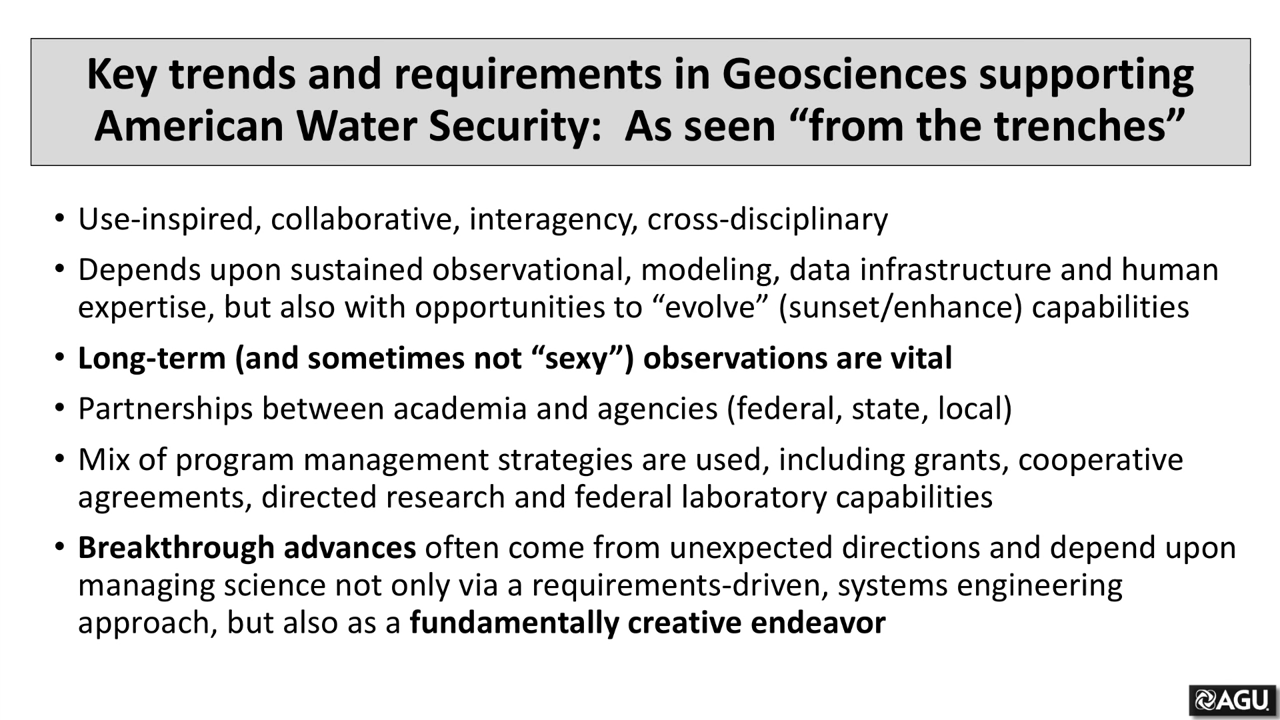 Key trends and requirements in Geosciences supporting
American Water Security:  As seen “from the trenches”
• Use-inspired, collaborative, interagency, cross-disciplinary
• Depends upon sustained observational, modeling, data infrastructure and human
expertise, but also with opportunities to “evolve” (sunset/enhance) capabilities
• Long-term (and sometimes not “sexy”) observations are vital
• Partnerships between academia and agencies (federal, state, local)
• Mix of program management strategies are used, including grants, cooperative
agreements, directed research and federal laboratory capabilities
• Breakthrough advances often come from unexpected directions and depend upon
managing science not only via a requirements-driven, systems engineering
approach, but also as a fundamentally creative endeavor
AGU